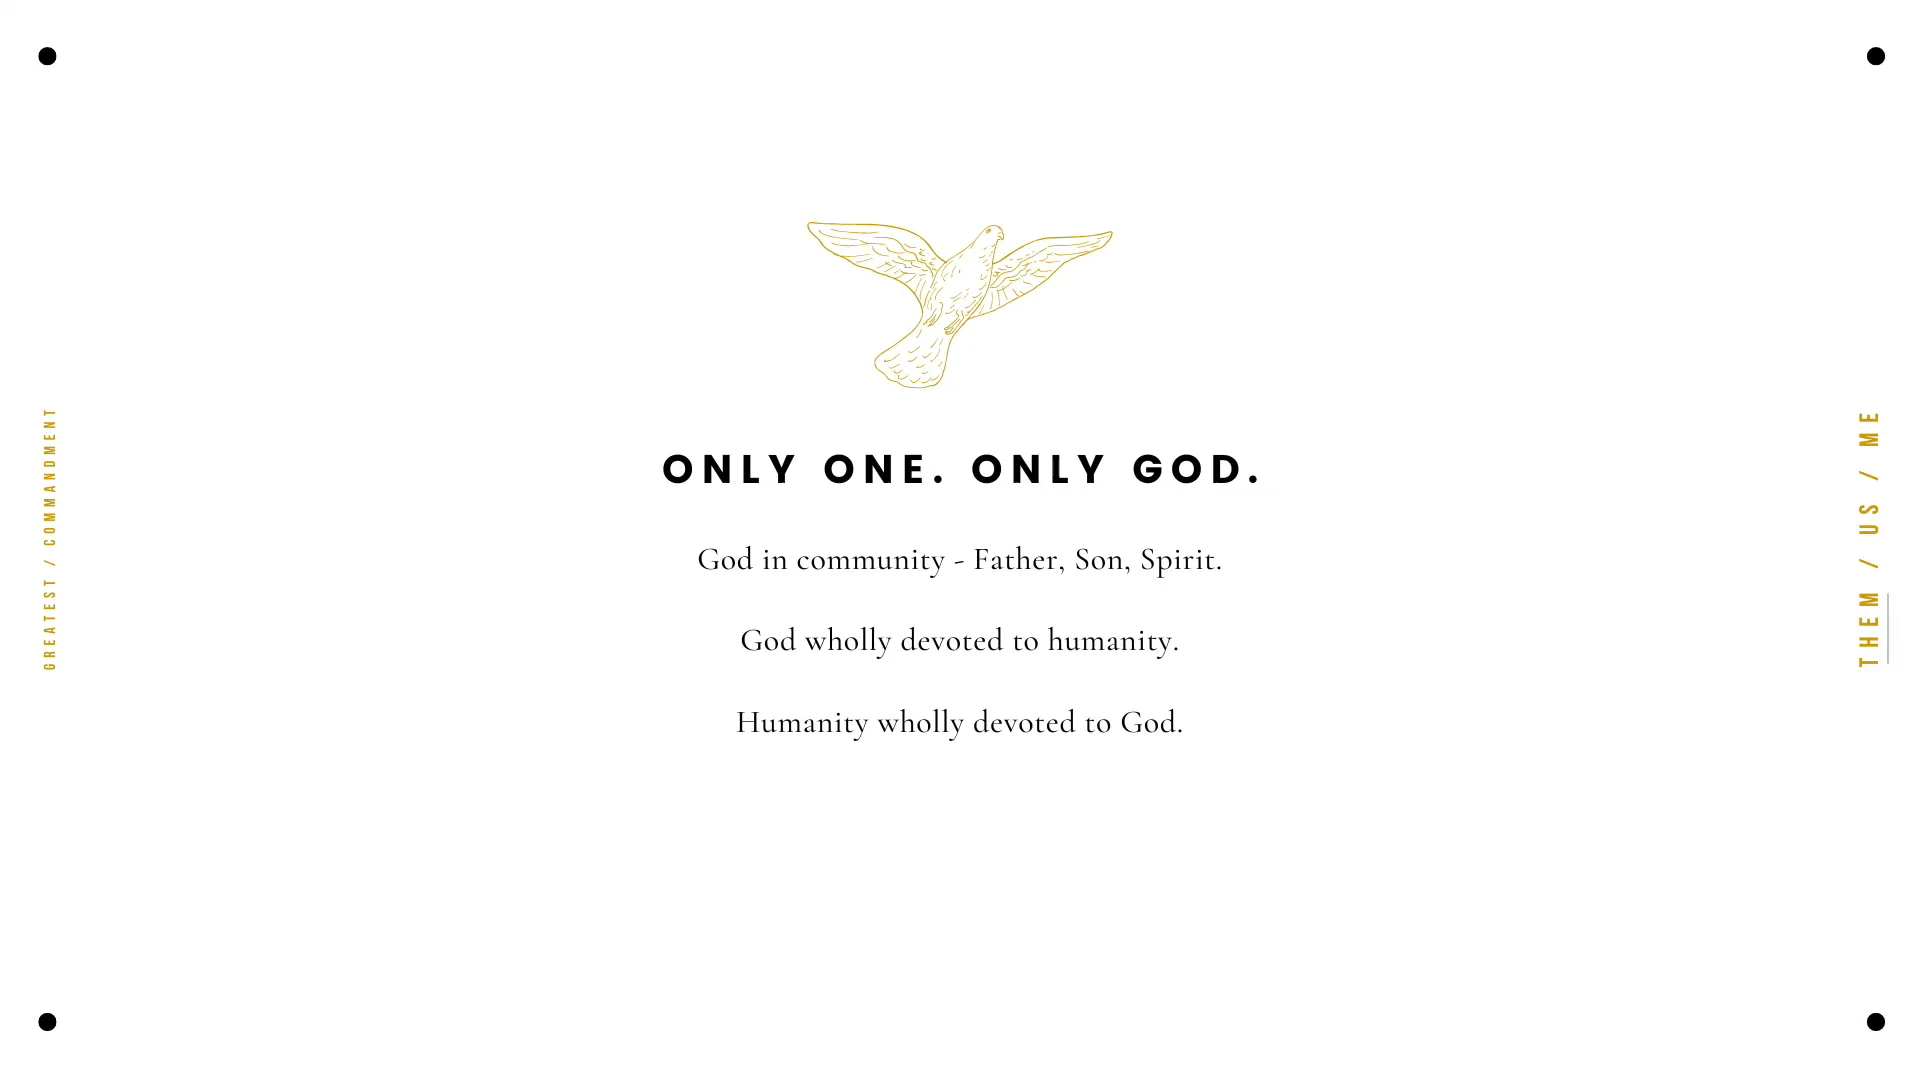 GREATEST / COMMANDMENT
ONLY ONE. ONLY GOD.
God in community - Father, Son, Spirit.
God wholly devoted to humanity.
Humanity wholly devoted to God.
THEM / US / ME